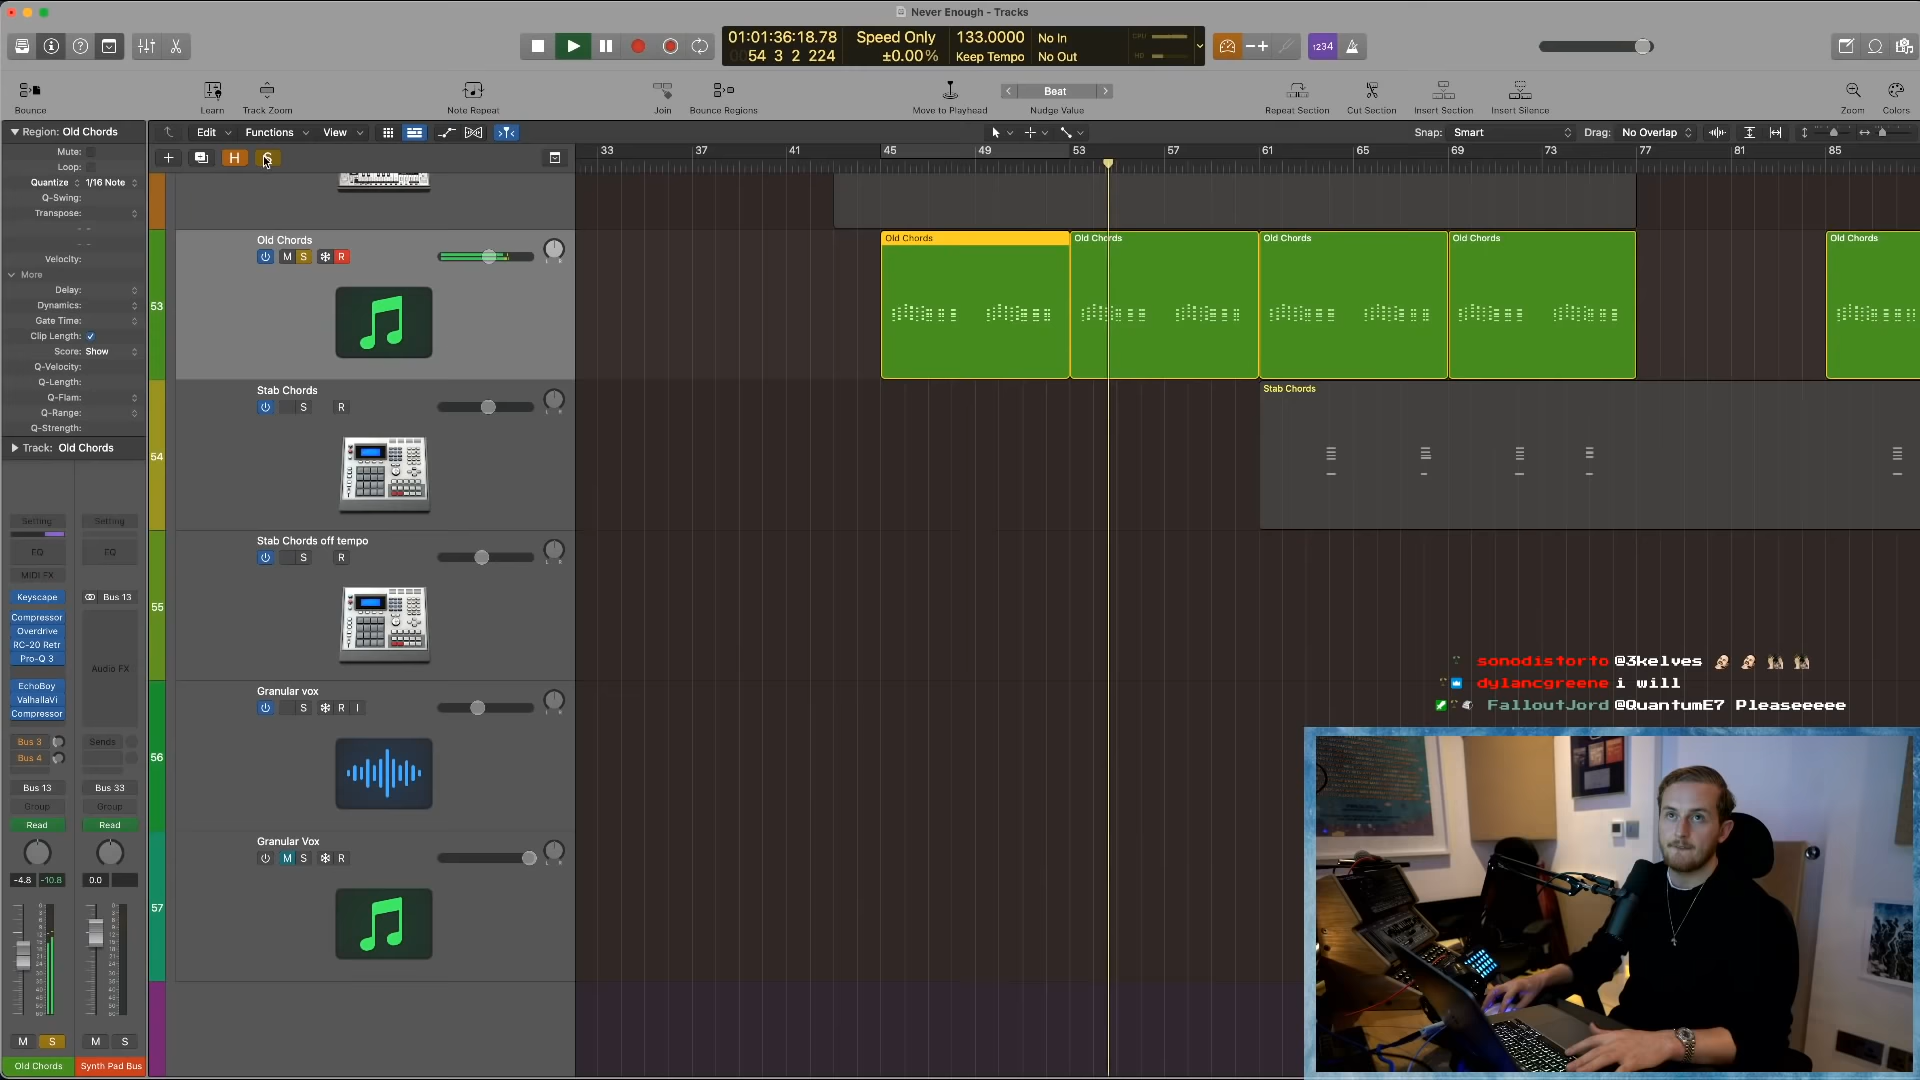 Never Enough - Tracks
01:01:36:18.78
0054 3 2 224
Speed Only
±0.00%
133.0000
Keep Tempo
No In
No Out
CPU
HD
1234
Bounce
Learn
Track Zoom
Note Repeat
Join
Bounce Regions
Move to Playhead
Beat
Nudge Value
Repeat Section
Cut Section
Insert Section
Insert Silence
Zoom
Colors
Region: Old Chords
Edit
Functions
View
Snap: Smart
Drag: No Overlap
H
S
33
37
41
45
49
53
57
61
65
69
73
77
81
85
Mute:
Loop:
Quantize 1/16 Note
Q-Swing:
Transpose:
Velocity:
More
Delay:
Dynamics:
Gate Time:
Clip Length:
Score: Show
Q-Velocity:
Q-Length:
Q-Flam:
Q-Range:
Q-Strength:
Track: Old Chords
53
Old Chords
M S R
Old Chords
Old Chords
Old Chords
Old Chords
Old Chords
54
Stab Chords
S R
Stab Chords
55
Stab Chords off tempo
S R
56
Granular vox
S R I
57
Granular Vox
M S R
Setting
Setting
EQ
EQ
MIDI FX
Keyscape
Bus 13
Compressor
Overdrive
RC-20 Retr
Pro-Q 3
Audio FX
EchoBoy
ValhallaVi
Compressor
Bus 3
Sends
Bus 4
Bus 13
Bus 33
Group
Group
Read
Read
-4.8
-10.8
0.0
M
S
M
S
Old Chords
Synth Pad Bus
sonodistorto @3kelves
dylancgreene i will
FalloutJord @QuantumE7 Pleaseeeee